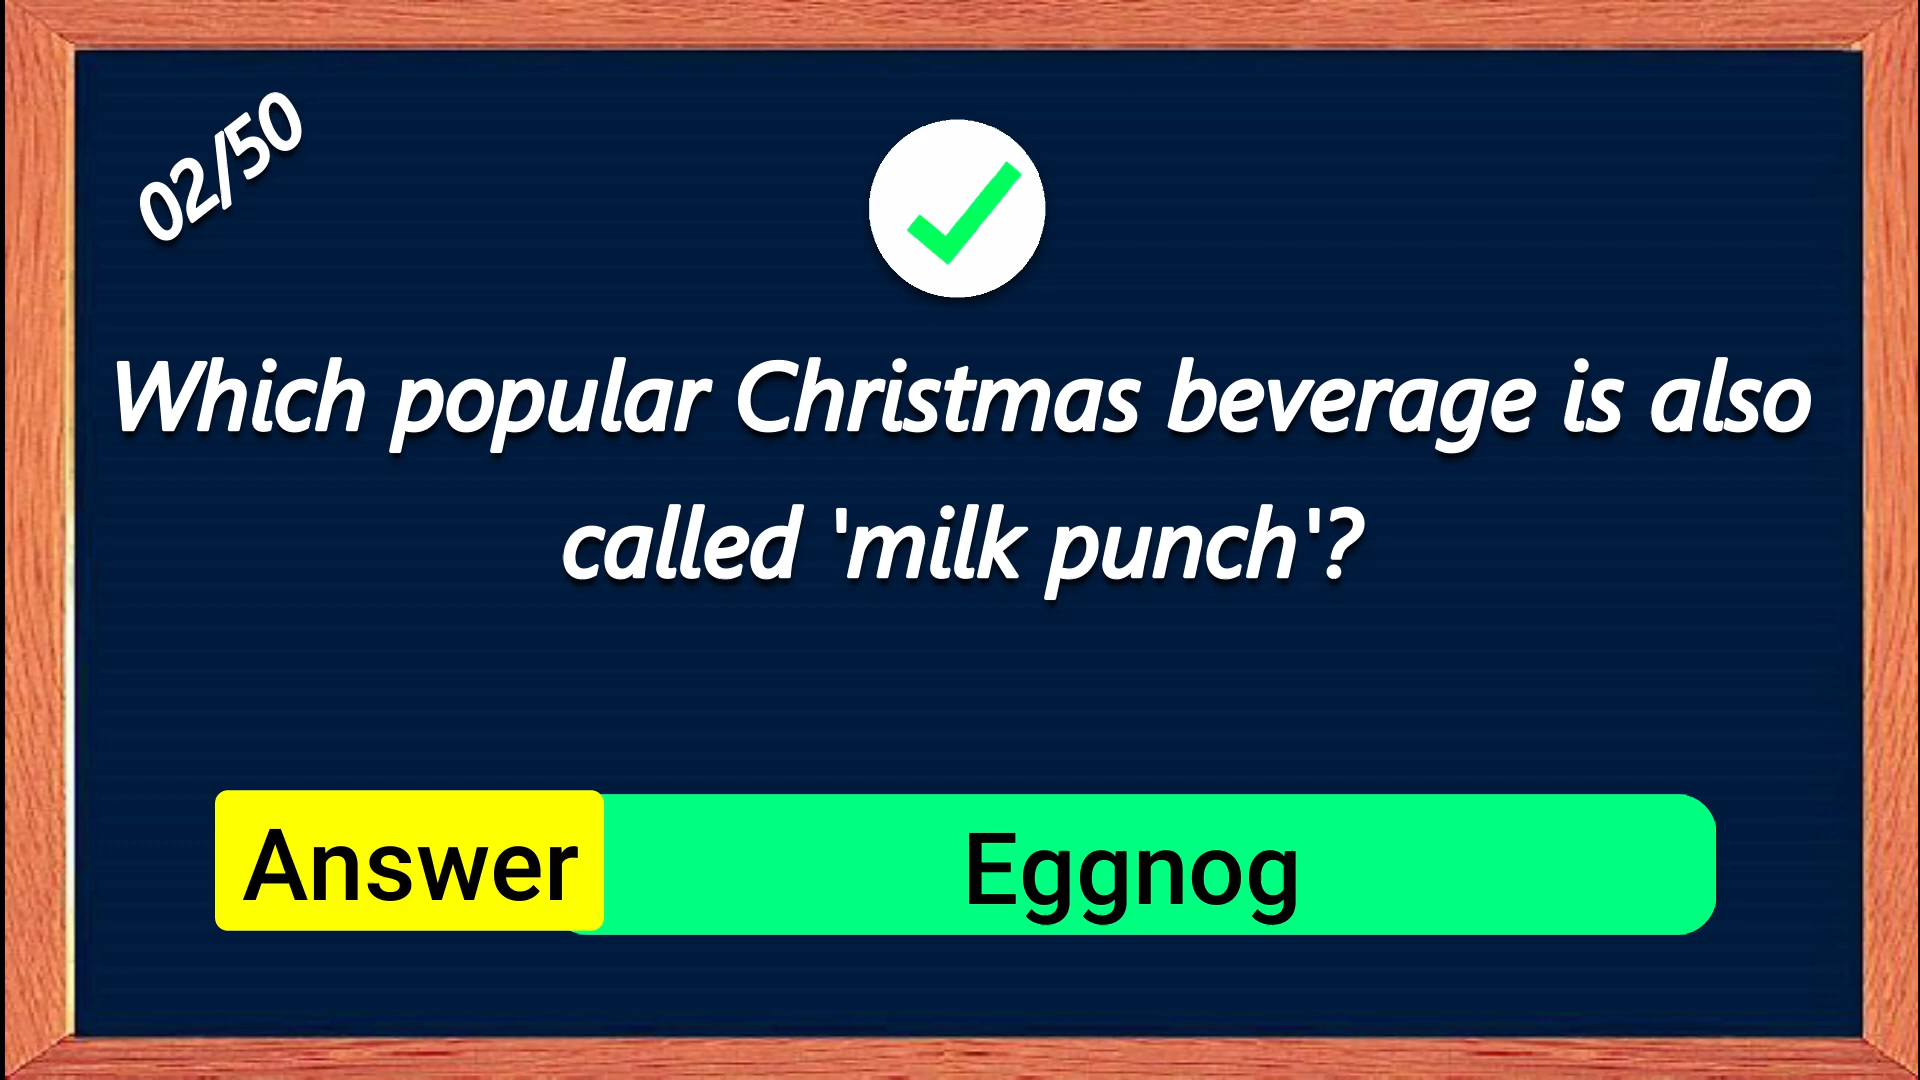 02/50
Which popular Christmas beverage is also
called 'milk punch'?
Answer
Eggnog